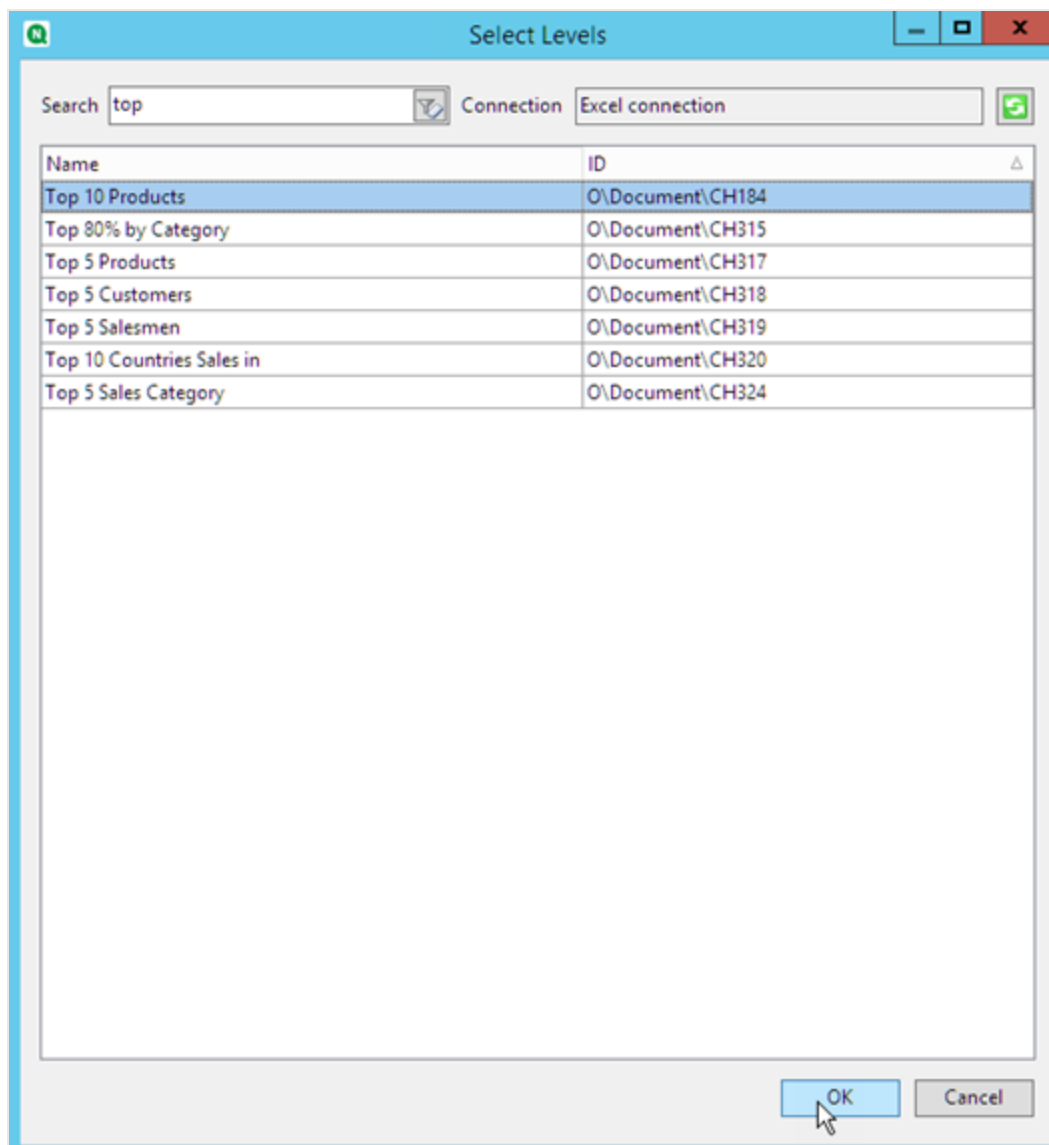 Select Levels
Search top Connection Excel connection
Name ID
Top 10 Products O\Document\CH184
Top 80% by Category O\Document\CH315
Top 5 Products O\Document\CH317
Top 5 Customers O\Document\CH318
Top 5 Salesmen O\Document\CH319
Top 10 Countries Sales in O\Document\CH320
Top 5 Sales Category O\Document\CH324
OK Cancel